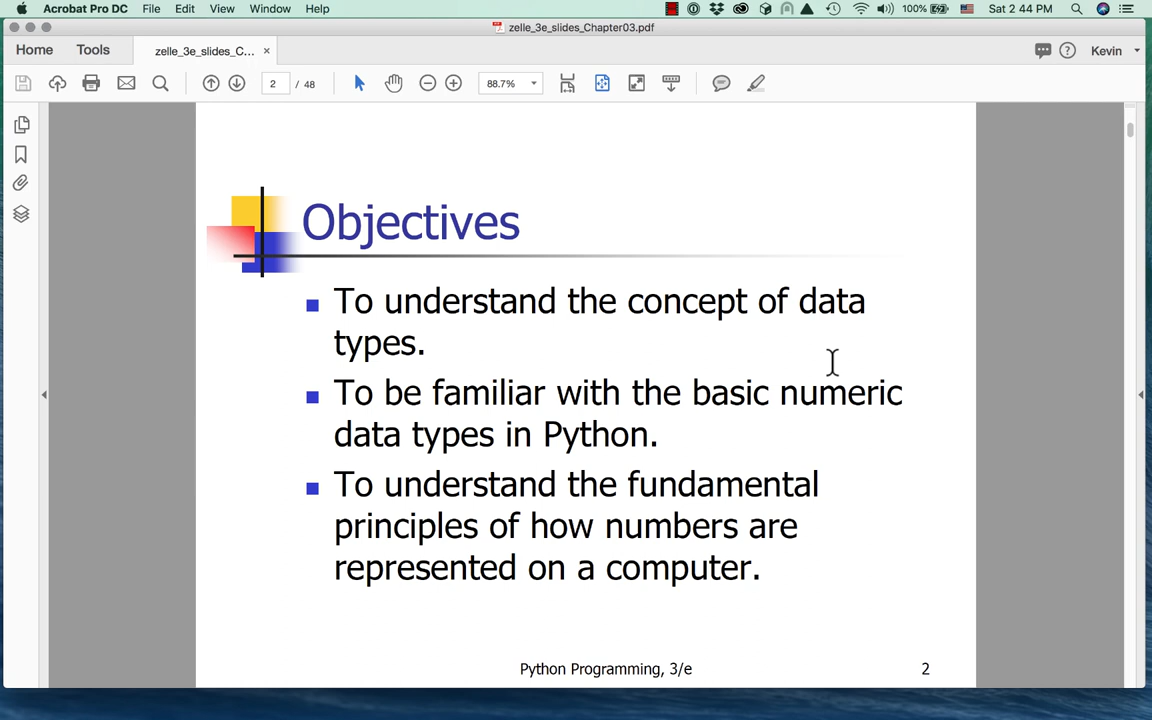 Acrobat Pro DC File Edit View Window Help 100% Sat 2 44 PM
zelle_3e_slides_Chapter03.pdf
Home Tools zelle_3e_slides_C... × Kevin
2 / 48 88.7%
Objectives
To understand the concept of data
types.
To be familiar with the basic numeric
data types in Python.
To understand the fundamental
principles of how numbers are
represented on a computer.
Python Programming, 3/e 2